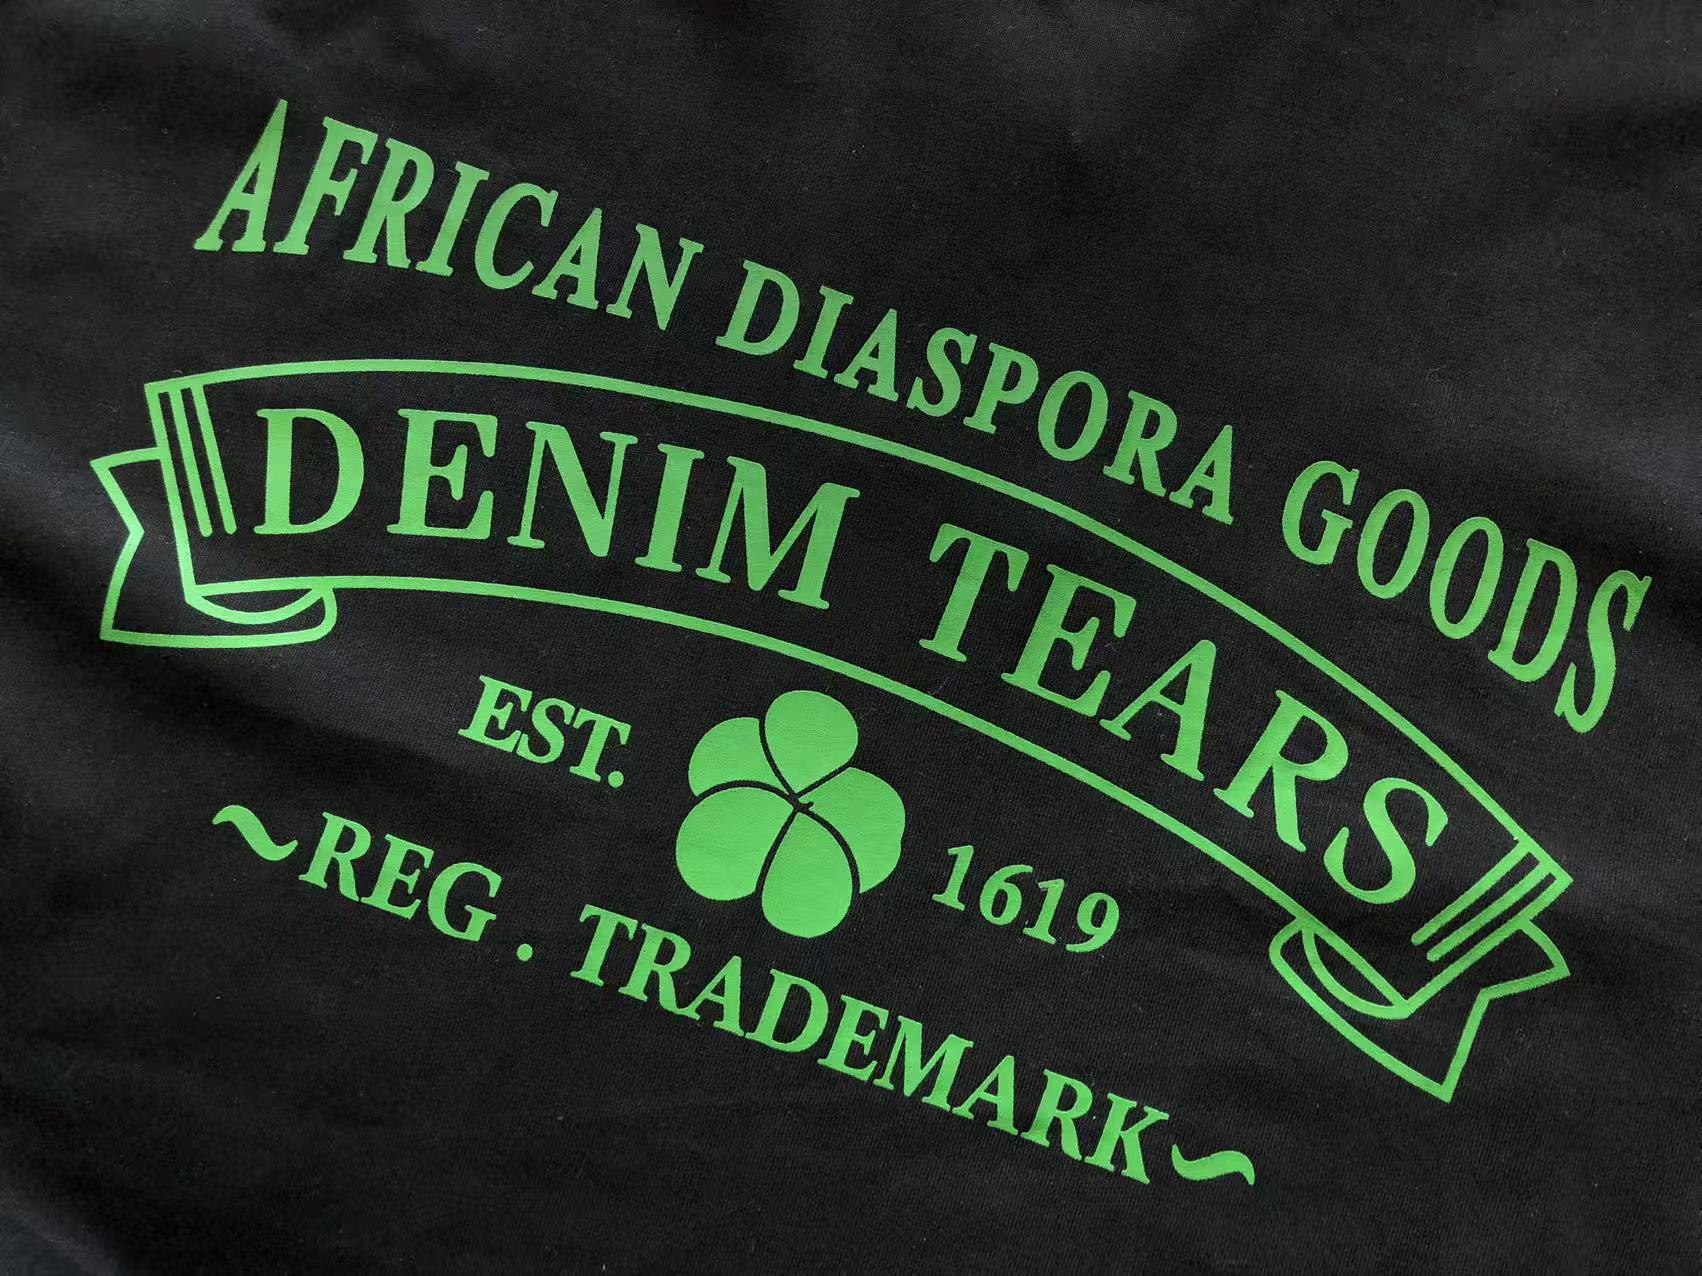 AFRICAN DIASPORA GOODS
DENIM TEARS
EST. 1619
~REG . TRADEMARK~